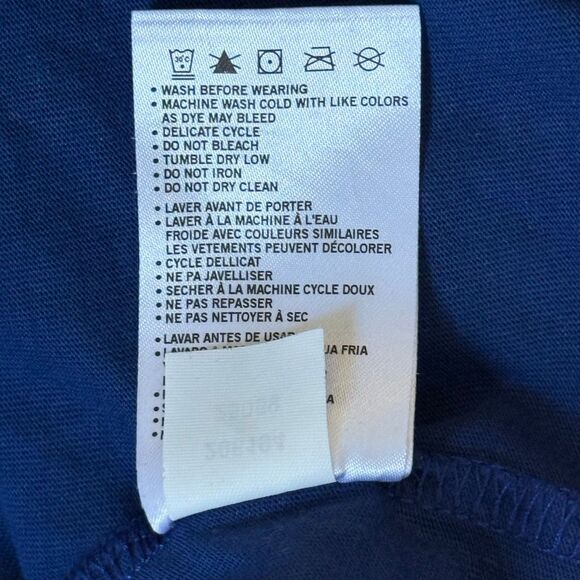 30°C
• WASH BEFORE WEARING
• MACHINE WASH COLD WITH LIKE COLORS
AS DYE MAY BLEED
• DELICATE CYCLE
• DO NOT BLEACH
• TUMBLE DRY LOW
• DO NOT IRON
• DO NOT DRY CLEAN
• LAVER AVANT DE PORTER
• LAVER À LA MACHINE À L'EAU
FROIDE AVEC COULEURS SIMILAIRES
LES VETEMENTS PEUVENT DÉCOLORER
• CYCLE DELLICAT
• NE PA JAVELLISER
• SECHER À LA MACHINE CYCLE DOUX
• NE PAS REPASSER
• NE PAS NETTOYER À SEC
• LAVAR ANTES DE USAR
FRIA